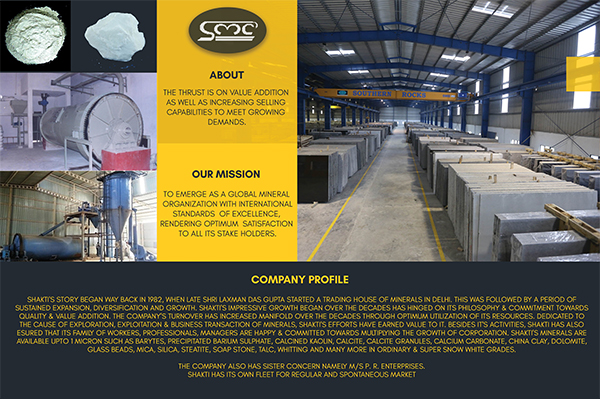 SMC
ABOUT
THE THRUST IS ON VALUE ADDITION
AS WELL AS INCREASING SELLING
CAPABILITIES TO MEET GROWING
DEMANDS.
SOUTHERN ROCKS
OUR MISSION
TO EMERGE AS A GLOBAL MINERAL
ORGANIZATION WITH INTERNATIONAL
STANDARDS OF EXCELLENCE,
RENDERING OPTIMUM SATISFACTION
TO ALL ITS STAKE HOLDERS.
COMPANY PROFILE
SHAKTI'S STORY BEGAN WAY BACK IN 1982, WHEN LATE SHRI LAXMAN DAS GUPTA STARTED A TRADING HOUSE OF MINERALS IN DELHI. THIS WAS FOLLOWED BY A PERIOD OF
SUSTAINED EXPANSION, DIVERSIFICATION AND GROWTH. SHAKTI'S IMPRESSIVE GROWTH BEGAN OVER THE DECADES HAS HINGED ON ITS PHILOSOPHY & COMMITMENT TOWARDS
QUALITY & VALUE ADDITION. THE COMPANY'S TURNOVER HAS INCREASED MANIFOLD OVER THE DECADES THROUGH OPTIMUM UTILIZATION OF ITS RESOURCES. DEDICATED TO
THE CAUSE OF EXPLORATION, EXPLOITATION & BUSINESS TRANSACTION OF MINERALS, SHAKTI'S EFFORTS HAVE EARNED VALUE TO IT. BESIDES IT'S ACTIVITIES, SHAKTI HAS ALSO
ESURED THAT ITS FAMILY OF WORKERS, PROFESSIONALS, MANAGERS ARE HAPPY & COMMITTED TOWARDS MULTIPLYING THE GROWTH OF CORPORATION. SHAKTI'S MINERALS ARE
AVAILABLE UPTO 1 MICRON SUCH AS BARYTES, PRECIPITATED BARIUM SULPHATE, CALCINED KAOLIN, CALCITE, CALCITE GRANULES, CALCIUM CARBONATE, CHINA CLAY, DOLOMITE,
GLASS BEADS, MICA, SILICA, STEATITE, SOAP STONE, TALC, WHITTING AND MANY MORE IN ORDINARY & SUPER SNOW WHITE GRADES.
THE COMPANY ALSO HAS SISTER CONCERN NAMELY M/S P. R. ENTERPRISES.
SHAKTI HAS ITS OWN FLEET FOR REGULAR AND SPONTANEOUS MARKET